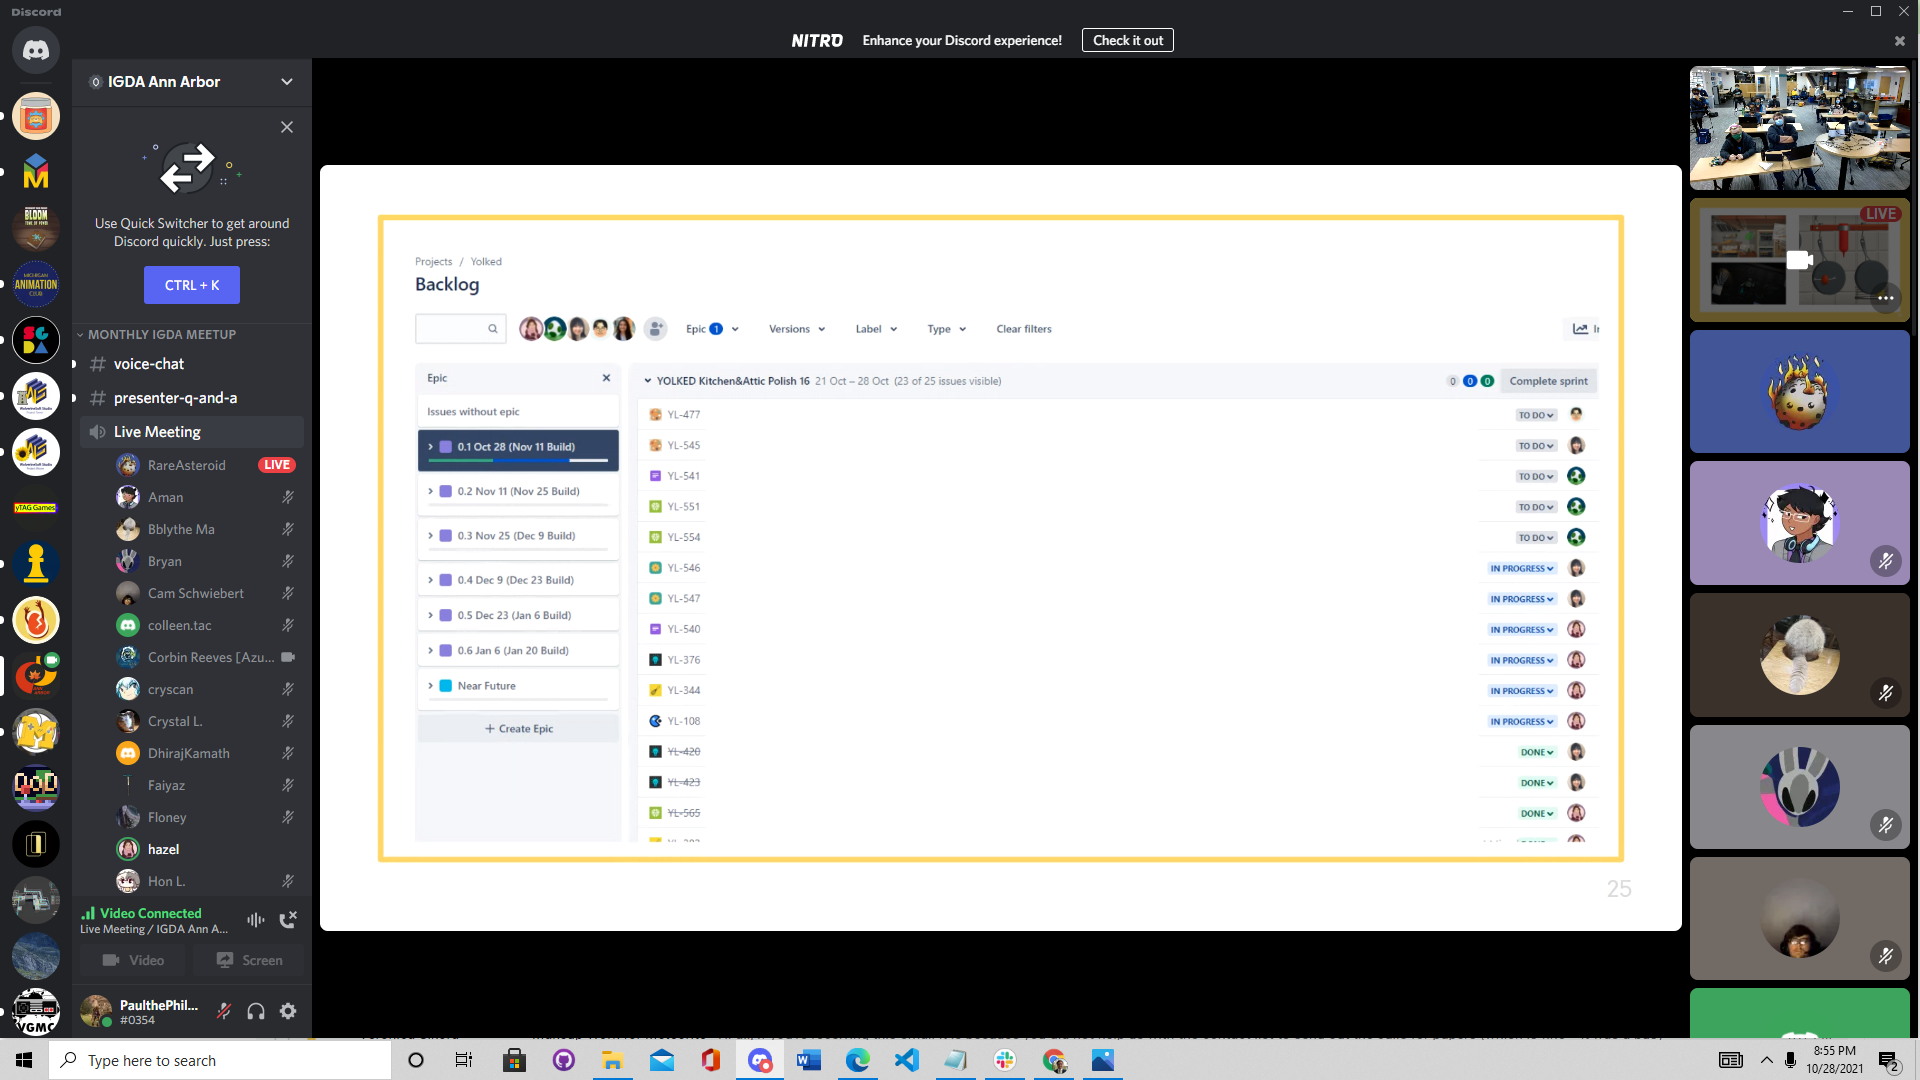 Discord
NITRO Enhance your Discord experience! Check it out
IGDA Ann Arbor
Use Quick Switcher to get around
Discord quickly. Just press:
CTRL + K
MONTHLY IGDA MEETUP
voice-chat
presenter-q-and-a
Live Meeting
RareAsteroid LIVE
Aman
Bblythe Ma
Bryan
Cam Schwiebert
colleen.tac
Corbin Reeves [Azu...
cryscan
Crystal L.
DhirajKamath
Faiyaz
Floney
hazel
Hon L.
Video Connected
Live Meeting / IGDA Ann A...
Video Screen
PaulthePhil...
#0354
BLOOM
MICHIGAN
ANIMATION
CLUB
yTAG Games
VGMC
Projects / Yolked
Backlog
Epic 1 Versions Label Type Clear filters
Epic
Issues without epic
0.1 Oct 28 (Nov 11 Build)
0.2 Nov 11 (Nov 25 Build)
0.3 Nov 25 (Dec 9 Build)
0.4 Dec 9 (Dec 23 Build)
0.5 Dec 23 (Jan 6 Build)
0.6 Jan 6 (Jan 20 Build)
Near Future
+ Create Epic
YOLKED Kitchen&Attic Polish 16 21 Oct – 28 Oct (23 of 25 issues visible) 0 0 0 Complete sprint
YL-477 TO DO
YL-545 TO DO
YL-541 TO DO
YL-551 TO DO
YL-554 TO DO
YL-546 IN PROGRESS
YL-547 IN PROGRESS
YL-540 IN PROGRESS
YL-376 IN PROGRESS
YL-344 IN PROGRESS
YL-108 IN PROGRESS
YL-420 DONE
YL-423 DONE
YL-565 DONE
25
LIVE
Type here to search
8:55 PM
10/28/2021
2